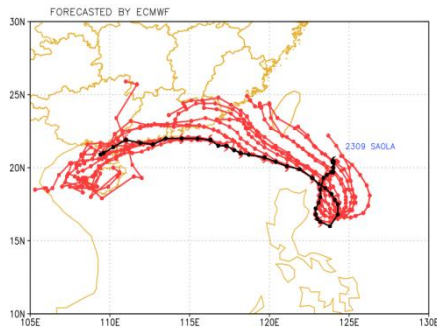 FORECASTED BY ECMWF
30N
25N
2309 SAOLA
20N
15N
10N
105E 110E 115E 120E 125E 130E